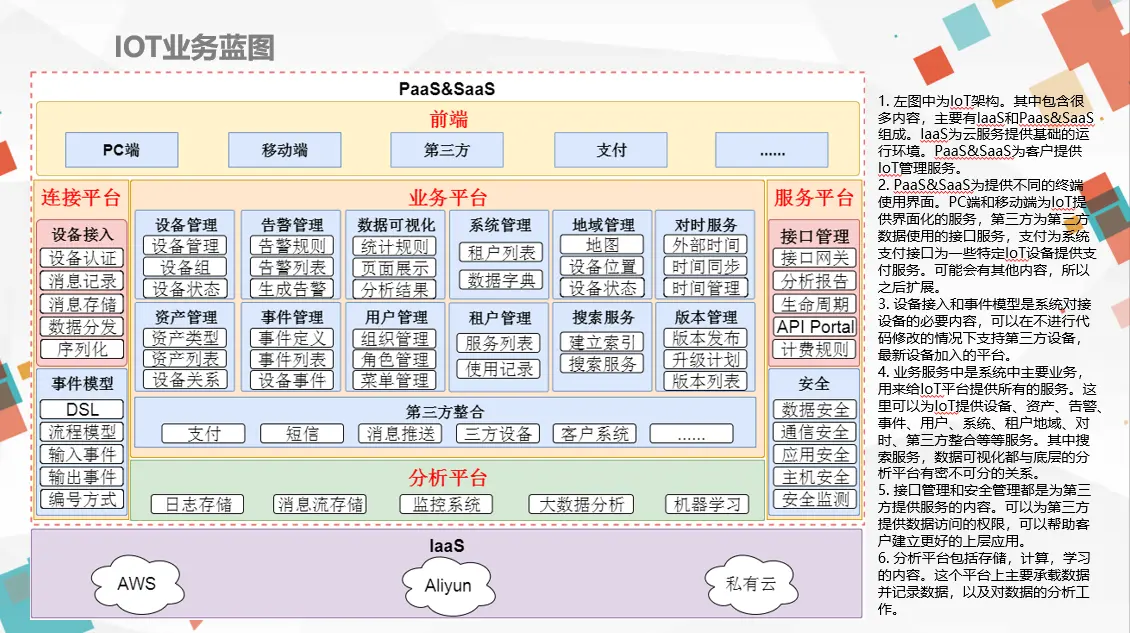 IOT业务蓝图
PaaS&SaaS
前端
PC端
移动端
第三方
支付
......
连接平台
设备接入
设备认证
消息记录
消息存储
数据分发
序列化
事件模型
DSL
流程模型
输入事件
输出事件
编号方式
业务平台
设备管理
设备管理
设备组
设备状态
告警管理
告警规则
告警列表
生成告警
数据可视化
统计规则
页面展示
分析结果
系统管理
租户列表
数据字典
地域管理
地图
设备位置
设备状态
对时服务
外部时间
时间同步
时间管理
资产管理
资产类型
资产列表
设备关系
事件管理
事件定义
事件列表
设备事件
用户管理
组织管理
角色管理
菜单管理
租户管理
服务列表
使用记录
搜索服务
建立索引
搜索服务
版本管理
版本发布
升级计划
版本列表
第三方整合
支付
短信
消息推送
三方设备
客户系统
......
分析平台
日志存储
消息流存储
监控系统
大数据分析
机器学习
服务平台
接口管理
接口网关
分析报告
生命周期
API Portal
计费规则
安全
数据安全
通信安全
应用安全
主机安全
安全监测
IaaS
AWS
Aliyun
私有云
1. 左图中为IoT架构。其中包含很
多内容，主要有IaaS和Paas&SaaS
组成。IaaS为云服务提供基础的运
行环境。PaaS&SaaS为客户提供
IoT管理服务。
2. PaaS&SaaS为提供不同的终端
使用界面。PC端和移动端为IoT提
供界面化的服务，第三方为第三方
数据使用的接口服务，支付为系统
支付接口为一些特定IoT设备提供支
付服务。可能会有其他内容，所以
之后扩展。
3. 设备接入和事件模型是系统对接
设备的必要内容，可以在不进行代
码修改的情况下支持第三方设备，
最新设备加入的平台。
4. 业务服务中是系统中主要业务，
用来给IoT平台提供所有的服务。这
里可以为IoT提供设备、资产、告警、
事件、用户、系统、租户地域、对
时、第三方整合等等服务。其中搜
索服务，数据可视化都与底层的分
析平台有密不可分的关系。
5. 接口管理和安全管理都是为第三
方提供服务的内容。可以为第三方
提供数据访问的权限，可以帮助客
户建立更好的上层应用。
6. 分析平台包括存储，计算，学习
的内容。这个平台上主要承载数据
并记录数据，以及对数据的分析工
作。